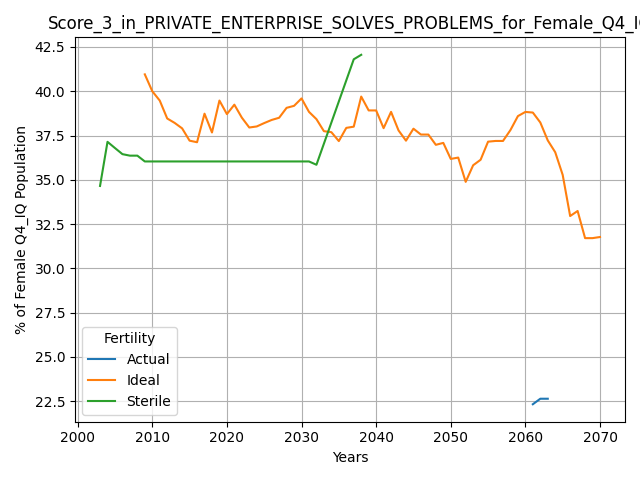 Score_3_in_PRIVATE_ENTERPRISE_SOLVES_PROBLEMS_for_Female_Q4_IQ
42.5
40.0
37.5
35.0
32.5
30.0
27.5
25.0
22.5
% of Female Q4_IQ Population
Fertility
Actual
Ideal
Sterile
2000 2010 2020 2030 2040 2050 2060 2070
Years